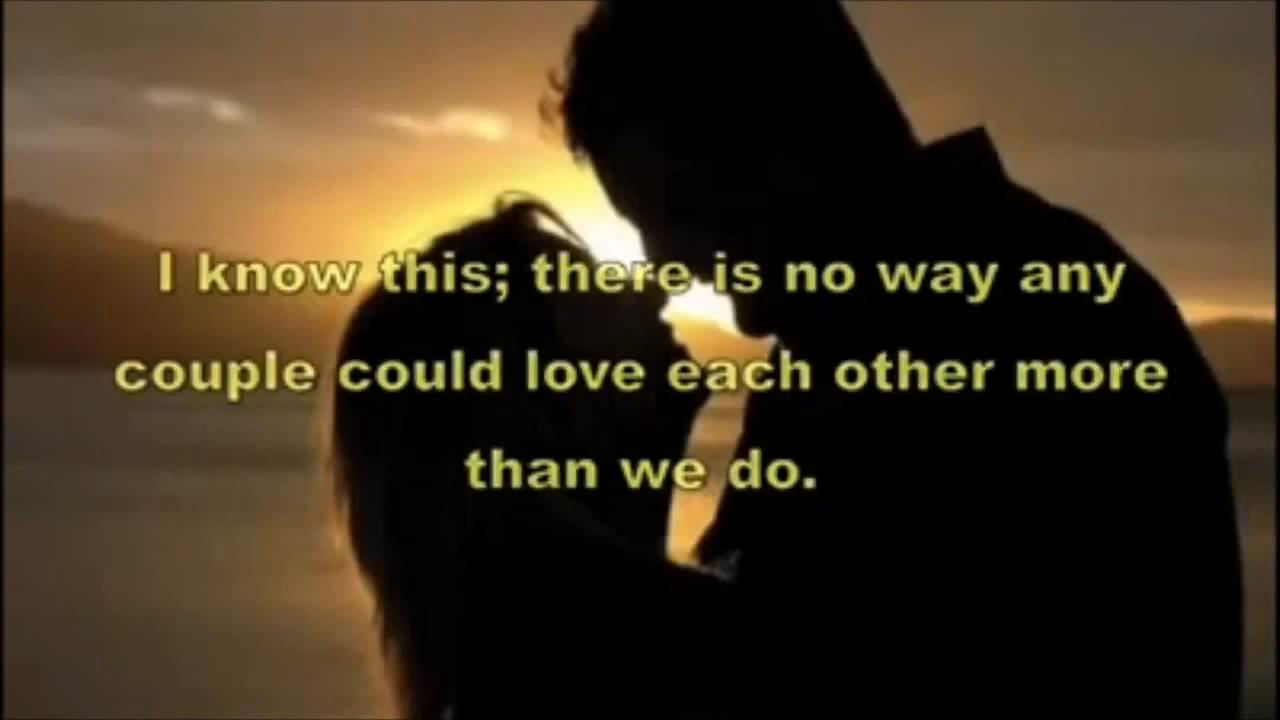 I know this; there is no way any
couple could love each other more
than we do.